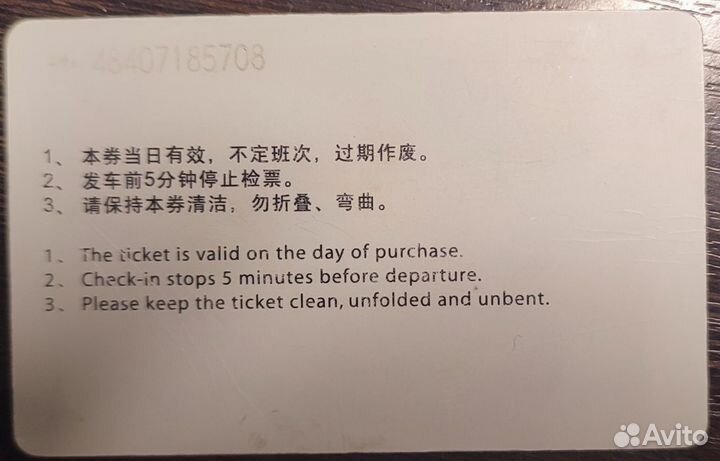 48407185708
1、 本券当日有效，不定班次，过期作废。
2、 发车前5分钟停止检票。
3、 请保持本券清洁，勿折叠、弯曲。
1、 The ticket is valid on the day of purchase.
2、 Check-in stops 5 minutes before departure.
3、 Please keep the ticket clean, unfolded and unbent.
Avito